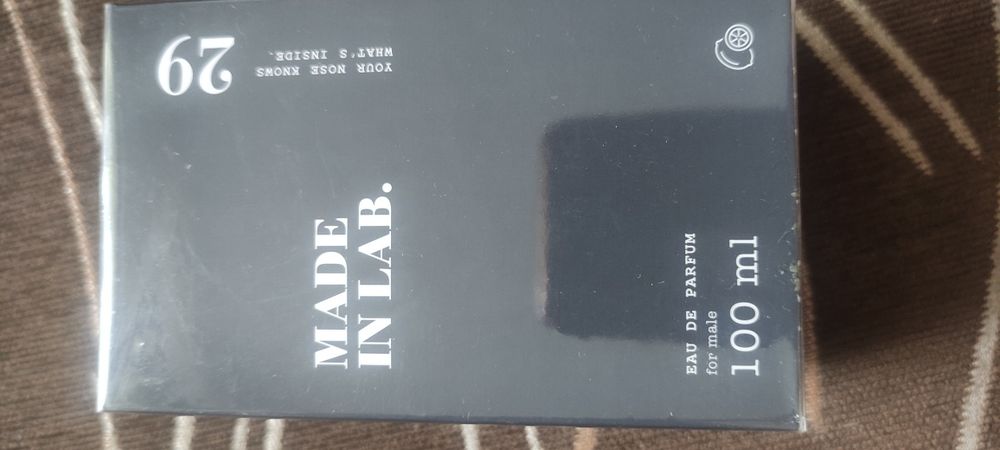 29
YOUR NOSE KNOWS
WHAT'S INSIDE.
MADE
IN LAB.
EAU DE PARFUM
for male
100 ml